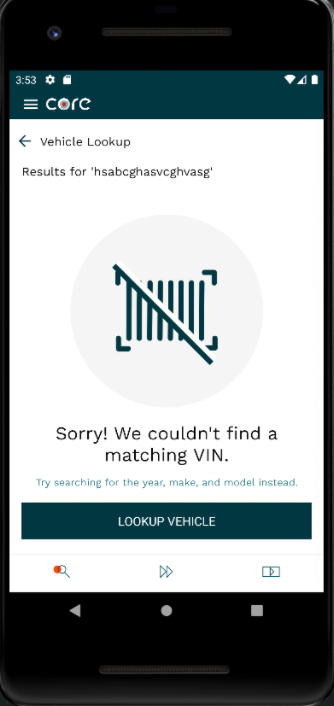 3:53
core
Vehicle Lookup
Results for 'hsabcghasvcghvasg'
Sorry! We couldn't find a
matching VIN.
Try searching for the year, make, and model instead.
LOOKUP VEHICLE